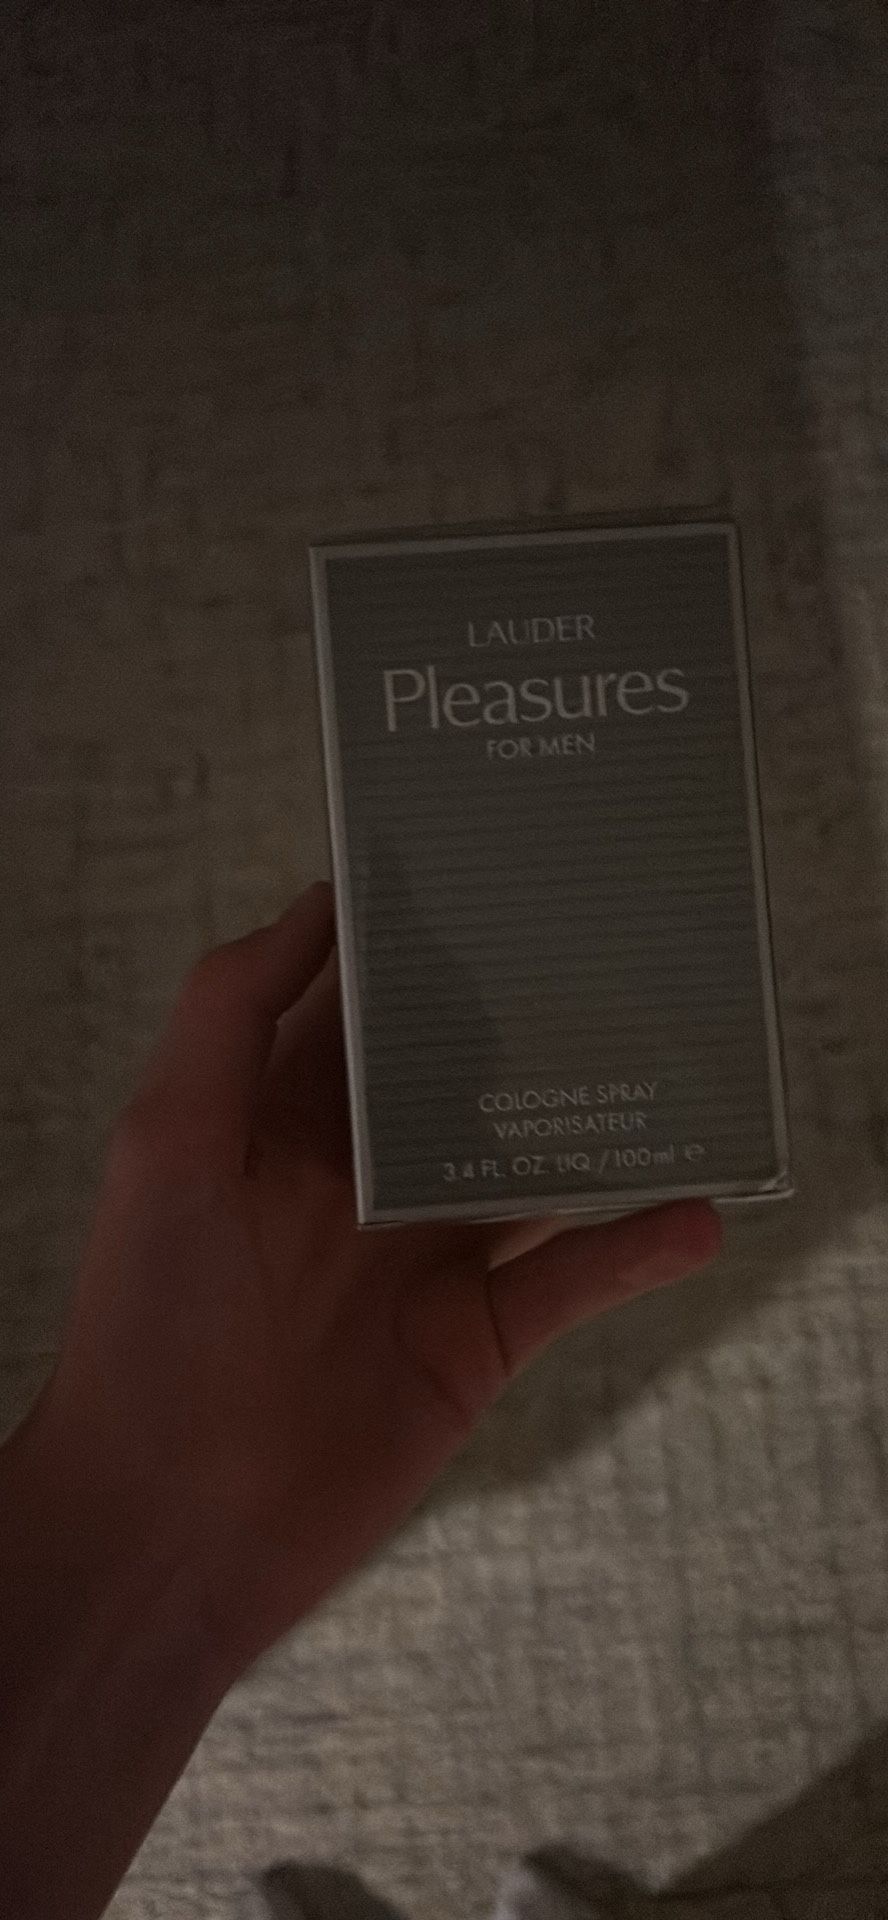 LAUDER
Pleasures
FOR MEN
COLOGNE SPRAY
VAPORISATEUR
3.4 FL. OZ. LIQ./100ml ℮